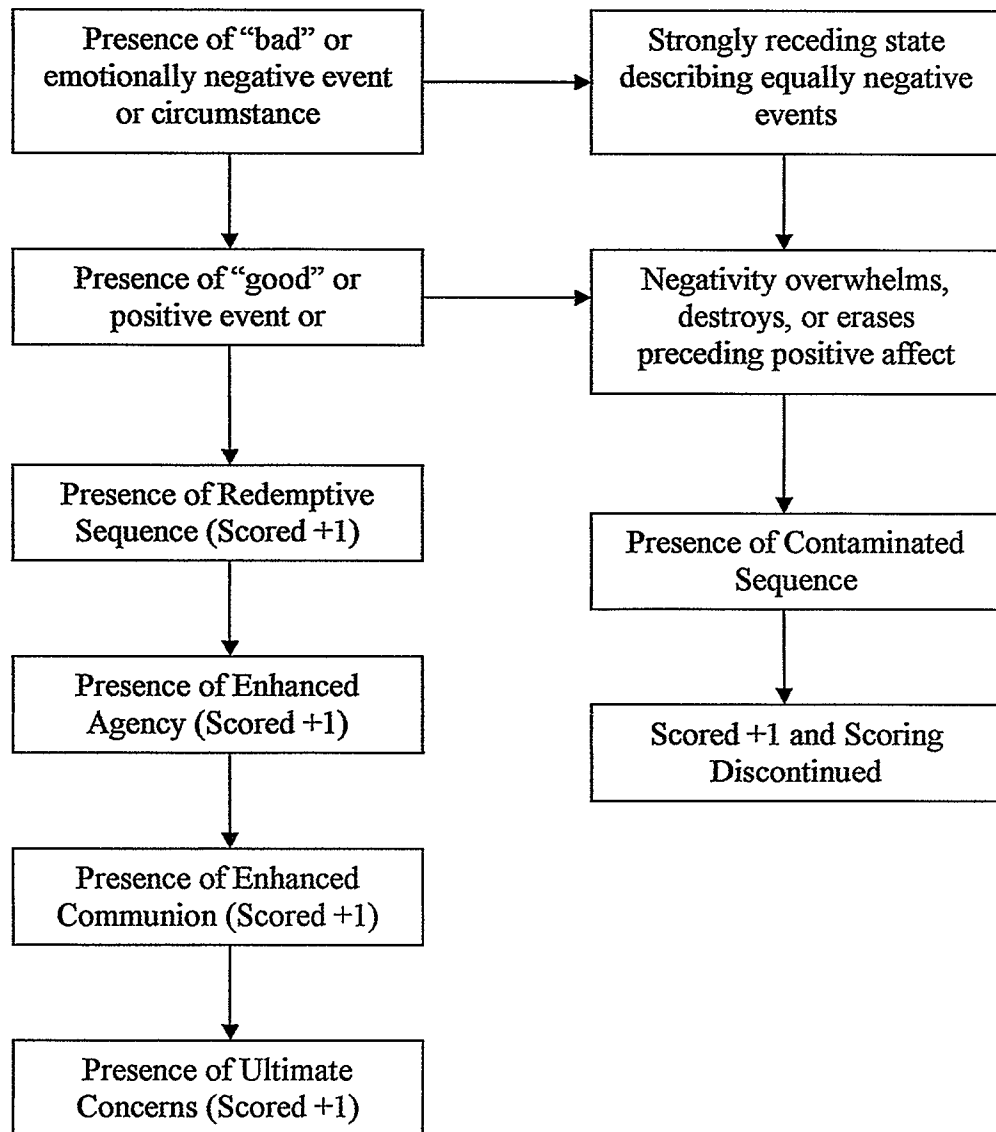 Presence of “bad” or
emotionally negative event
or circumstance
Strongly receding state
describing equally negative
events
Presence of “good” or
positive event or
Negativity overwhelms,
destroys, or erases
preceding positive affect
Presence of Redemptive
Sequence (Scored +1)
Presence of Contaminated
Sequence
Presence of Enhanced
Agency (Scored +1)
Scored +1 and Scoring
Discontinued
Presence of Enhanced
Communion (Scored +1)
Presence of Ultimate
Concerns (Scored +1)